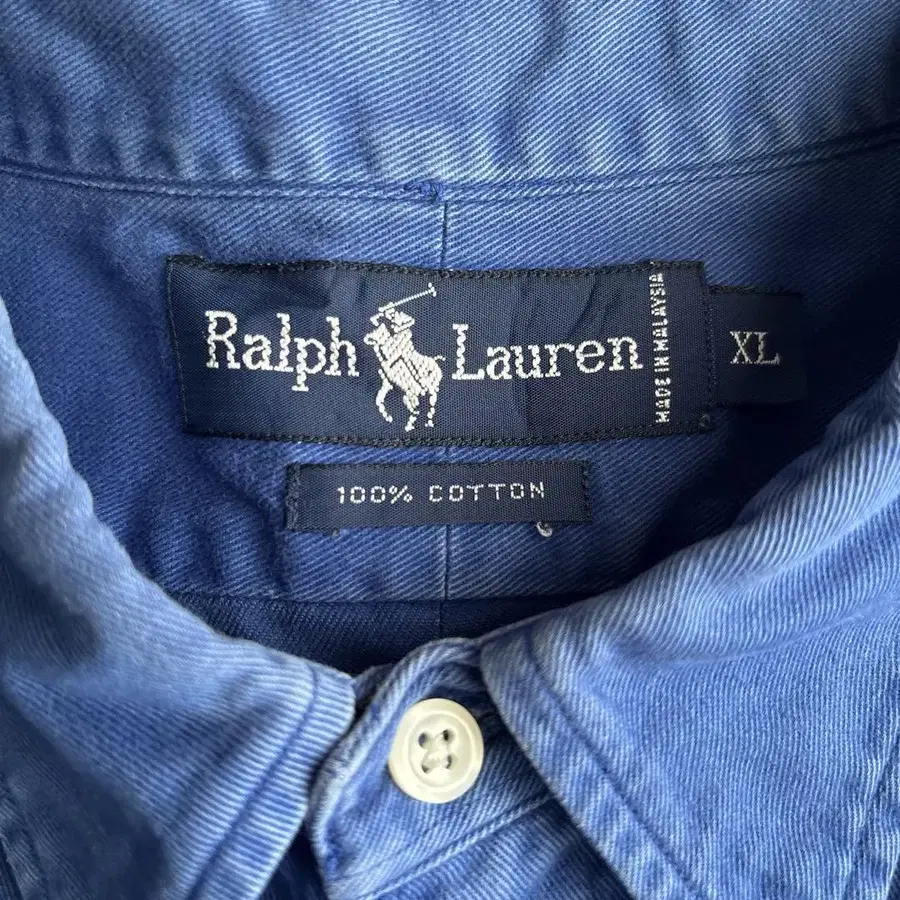 Ralph Lauren
MADE IN MALAYSIA
XL
100% COTTON